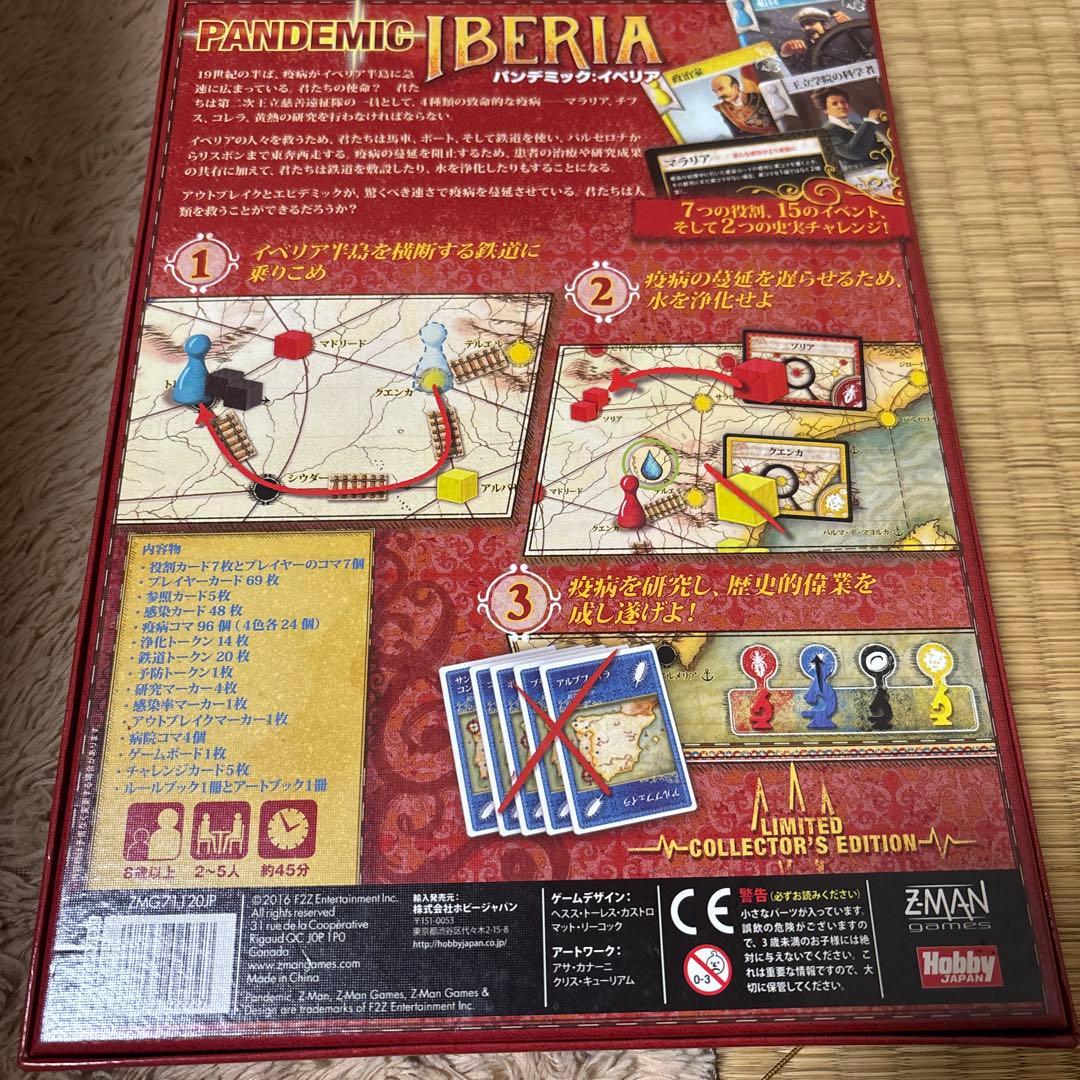 PANDEMIC IBERIA
パンデミック:イベリア
19世紀の半ば、疫病がイベリア半島に急
速に広まっている。君たちの使命? 君た
ちは第二次王立慈善遠征隊の一員として、4種類の致命的な疫病――マラリア、チフ
ス、コレラ、黄熱の研究を行わなければならない。
イベリアの人々を救うため、君たちは馬車、ボート、そして鉄道を使い、バルセロナか
らリスボンまで東奔西走する。疫病の蔓延を阻止するため、患者の治療や研究成果
の共有に加えて、君たちは鉄道を敷設したり、水を浄化したりもすることになる。
アウトブレイクとエピデミックが、驚くべき速さで疫病を蔓延させている。君たちは人
類を救うことができるだろうか?
政治家
王立学院の科学者
マラリア
7つの役割、15のイベント、
そして2つの史実チャレンジ!
1
イベリア半島を横断する鉄道に
乗りこめ
マドリード
テルエル
クエンカ
シウダー
アルバ
2
疫病の蔓延を遅らせるため、
水を浄化せよ
ソリア
ソリア
ジローナ
クエンカ
マドリード
クエンカ
パルマ・デ・マヨルカ
3
疫病を研究し、歴史的偉業を
成し遂げよ!
アルブフェイラ
アルブフェイラ
ルメリア
内容物
・役割カード7枚とプレイヤーのコマ7個
・プレイヤーカード 69 枚
・参照カード5枚
・感染カード 48 枚
・疫病コマ 96 個(4色各 24 個)
・浄化トークン 14 枚
・鉄道トークン 20 枚
・予防トークン1枚
・研究マーカー4枚
・感染率マーカー1枚
・アウトブレイクマーカー1枚
・病院コマ4個
・ゲームボード1枚
・チャレンジカード5枚
・ルールブック1冊とアートブック1冊
8歳以上
2〜5人
約45分
LIMITED
COLLECTOR'S EDITION
ZMG71120JP
©2016 F2Z Entertainment Inc.
All rights reserved
31 rue de la Coopérative
Rigaud QC J0P 1P0
Canada
www.zmangames.com
Made in China
Pandemic, Z-Man, Z-Man Games, Z-Man Games &
Design are trademarks of F2Z Entertainment Inc.
輸入発売元:
株式会社ホビージャパン
〒151-0053
東京都渋谷区代々木2-15-8
http://hobbyjapan.co.jp/
ゲームデザイン:
ヘスス・トーレス・カストロ
マット・リーコック
アートワーク:
アサ・カナーニ
クリス・キューリアム
CE
0-3
警告(必ずお読みください)
小さなパーツが入っています。
誤飲の危険がございますの
で、3歳未満のお子様には絶
対に与えないでください。こ
れは重要な情報ですので、大
切に保管してください。
Z-MAN
games
Hobby
JAPAN